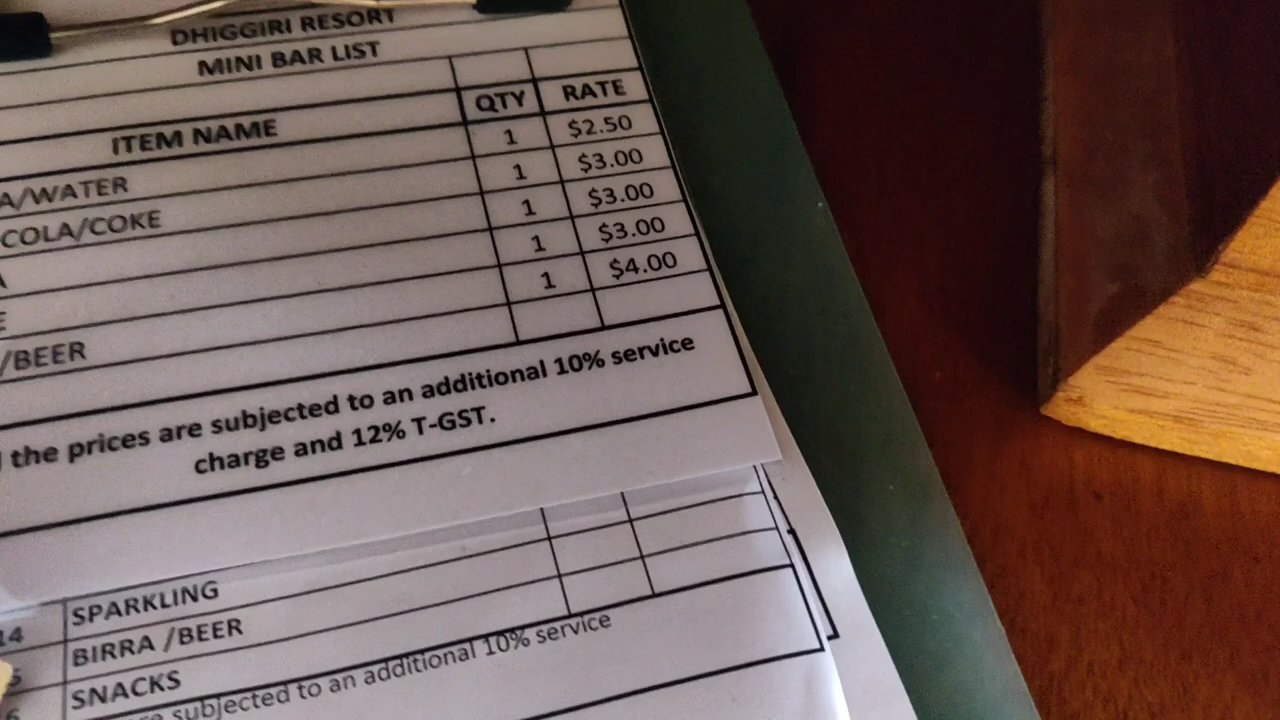 DHIGGIRI RESORT
MINI BAR LIST
ITEM NAME QTY RATE
A/WATER 1 $2.50
COLA/COKE 1 $3.00
A 1 $3.00
E 1 $3.00
/BEER 1 $4.00
the prices are subjected to an additional 10% service
charge and 12% T-GST.
14 SPARKLING
BIRRA /BEER
SNACKS
subjected to an additional 10% service